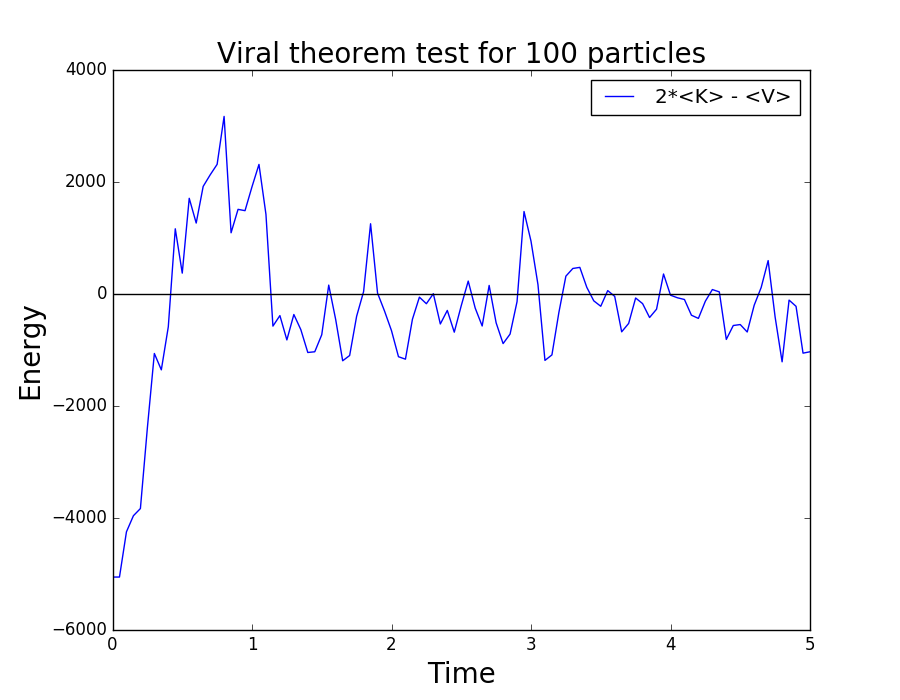 Viral theorem test for 100 particles
2*<K> - <V>
4000
2000
0
−2000
−4000
−6000
Energy
0 1 2 3 4 5
Time